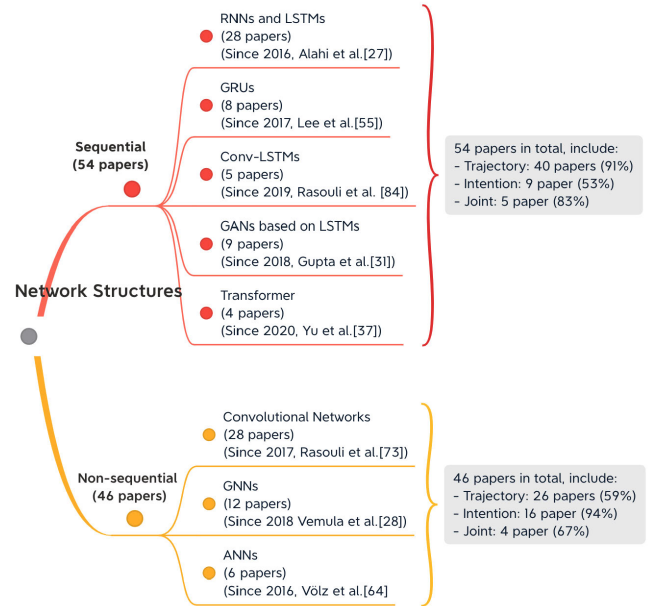 Network Structures
Sequential
(54 papers)
RNNs and LSTMs
(28 papers)
(Since 2016, Alahi et al.[27])
GRUs
(8 papers)
(Since 2017, Lee et al.[55])
Conv-LSTMs
(5 papers)
(Since 2019, Rasouli et al. [84])
GANs based on LSTMs
(9 papers)
(Since 2018, Gupta et al.[31])
Transformer
(4 papers)
(Since 2020, Yu et al.[37])
54 papers in total, include:
- Trajectory: 40 papers (91%)
- Intention: 9 paper (53%)
- Joint: 5 paper (83%)
Non-sequential
(46 papers)
Convolutional Networks
(28 papers)
(Since 2017, Rasouli et al.[73])
GNNs
(12 papers)
(Since 2018 Vemula et al.[28])
ANNs
(6 papers)
(Since 2016, Völz et al.[64]
46 papers in total, include:
- Trajectory: 26 papers (59%)
- Intention: 16 paper (94%)
- Joint: 4 paper (67%)